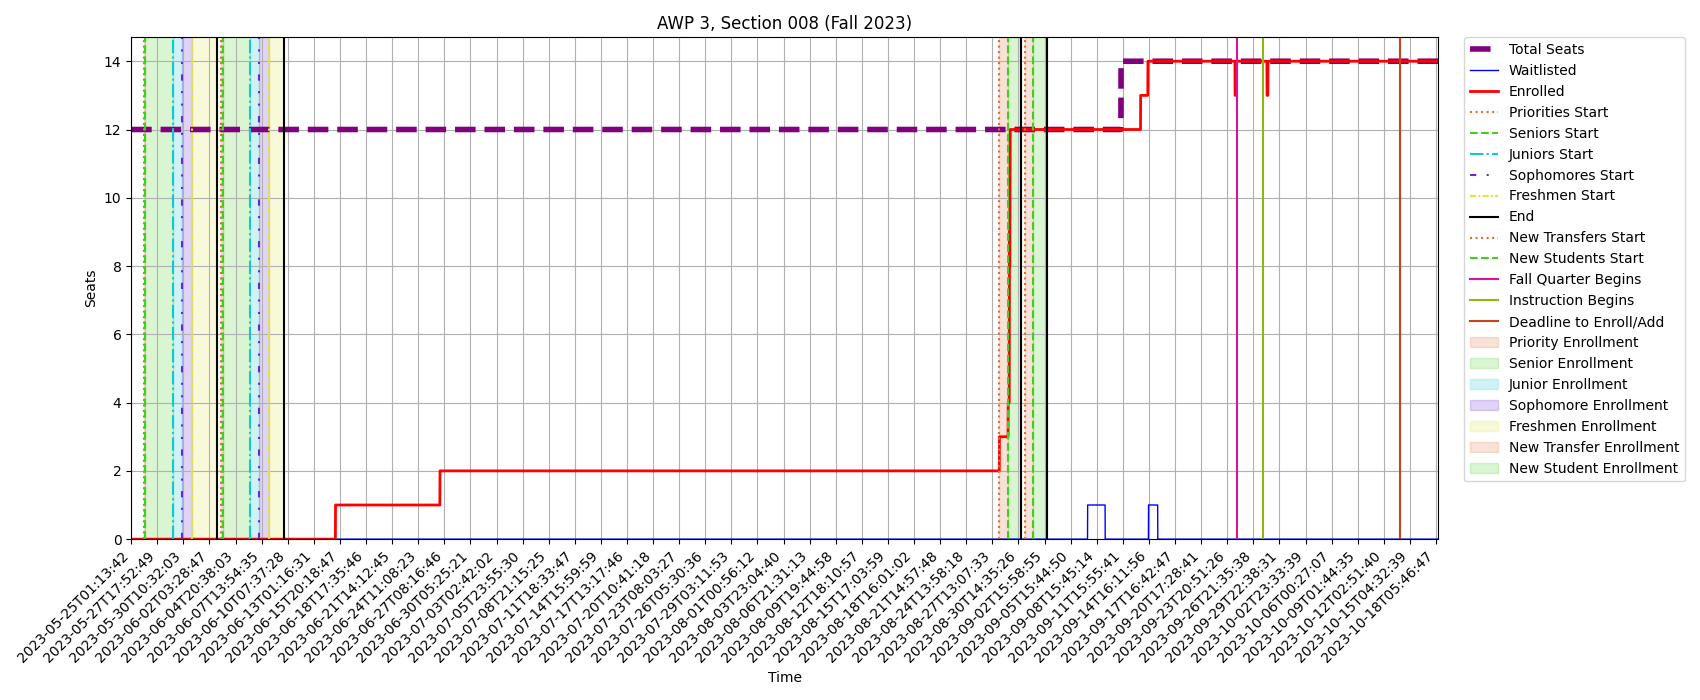 AWP 3, Section 008 (Fall 2023)
Seats
14
12
10
8
6
4
2
0
2023-05-25T01:13:42
2023-05-27T17:52:49
2023-05-30T10:32:03
2023-06-02T03:28:47
2023-06-04T20:38:03
2023-06-07T13:54:35
2023-06-10T07:37:28
2023-06-13T01:16:31
2023-06-15T20:18:47
2023-06-18T17:35:46
2023-06-21T14:12:45
2023-06-24T11:08:23
2023-06-27T08:16:46
2023-06-30T05:25:21
2023-07-03T02:42:02
2023-07-05T23:55:30
2023-07-08T21:15:25
2023-07-11T18:33:47
2023-07-14T15:59:59
2023-07-17T13:17:46
2023-07-20T10:41:18
2023-07-23T08:03:27
2023-07-26T05:30:36
2023-07-29T03:11:53
2023-08-01T00:56:12
2023-08-03T23:04:40
2023-08-06T21:31:13
2023-08-09T19:44:58
2023-08-12T18:10:57
2023-08-15T17:03:59
2023-08-18T16:01:02
2023-08-21T14:57:48
2023-08-24T13:58:18
2023-08-27T13:07:33
2023-08-30T14:35:26
2023-09-02T15:58:55
2023-09-05T15:44:50
2023-09-08T15:45:14
2023-09-11T15:55:41
2023-09-14T16:11:56
2023-09-17T16:42:47
2023-09-20T17:28:41
2023-09-23T20:51:26
2023-09-26T21:35:38
2023-09-29T22:38:31
2023-10-02T23:33:39
2023-10-06T00:27:07
2023-10-09T01:44:35
2023-10-12T02:51:40
2023-10-15T04:32:39
2023-10-18T05:46:47
Time
Total Seats
Waitlisted
Enrolled
Priorities Start
Seniors Start
Juniors Start
Sophomores Start
Freshmen Start
End
New Transfers Start
New Students Start
Fall Quarter Begins
Instruction Begins
Deadline to Enroll/Add
Priority Enrollment
Senior Enrollment
Junior Enrollment
Sophomore Enrollment
Freshmen Enrollment
New Transfer Enrollment
New Student Enrollment